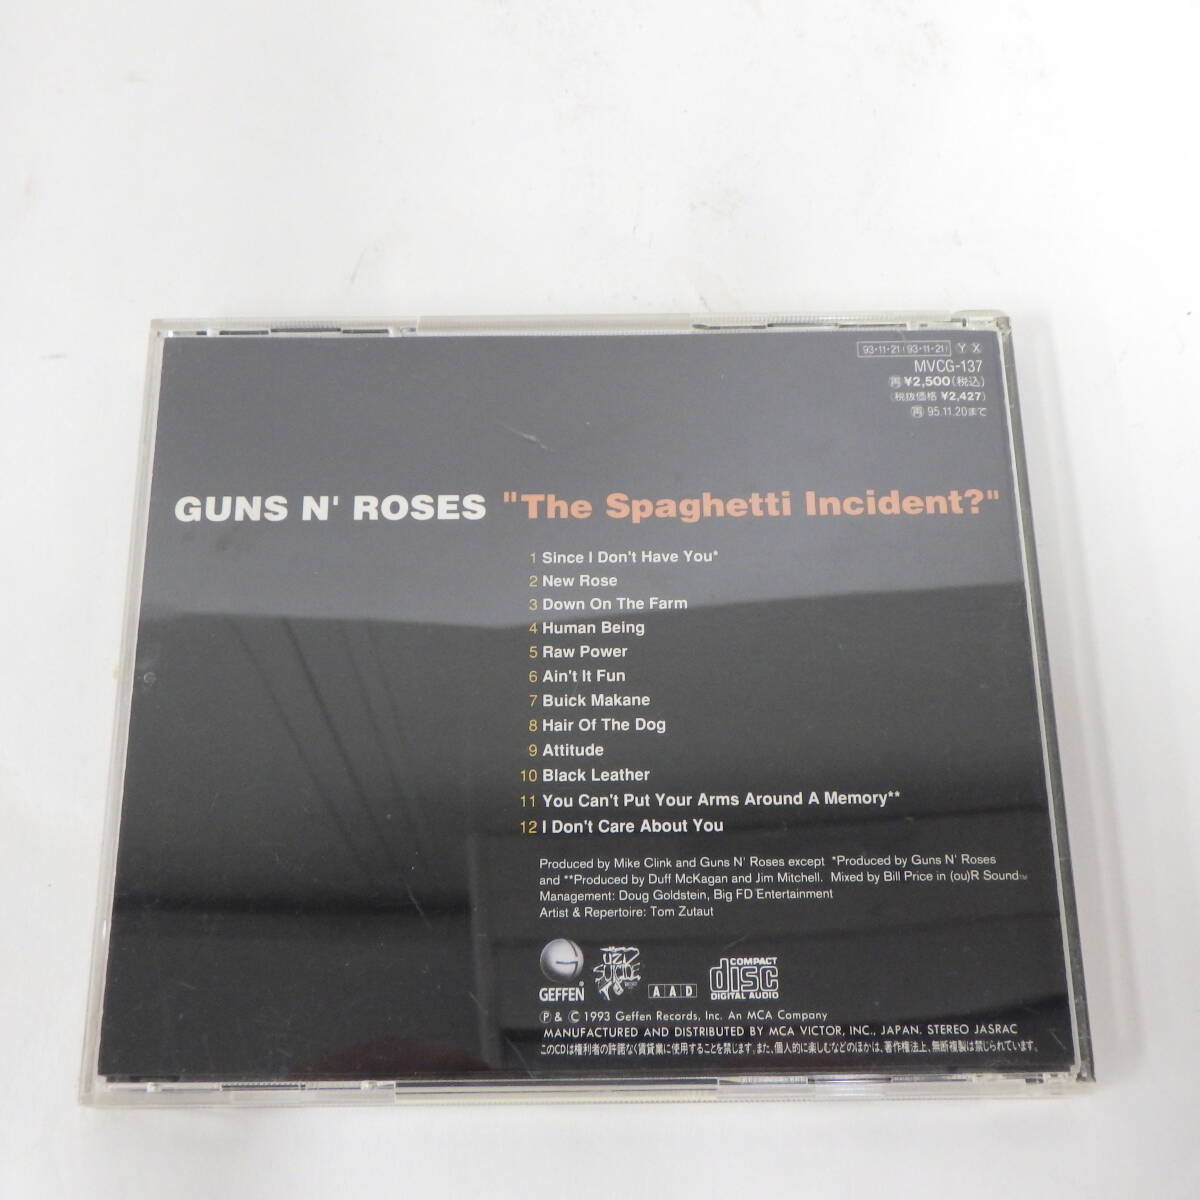 93·11·21(93·11·21) Y X
MVCG-137
再 ¥2,500(税込)
(税抜価格 ¥2,427)
再 95.11.20まで
GUNS N' ROSES "The Spaghetti Incident?"
1 Since I Don't Have You*
2 New Rose
3 Down On The Farm
4 Human Being
5 Raw Power
6 Ain't It Fun
7 Buick Makane
8 Hair Of The Dog
9 Attitude
10 Black Leather
11 You Can't Put Your Arms Around A Memory**
12 I Don't Care About You
Produced by Mike Clink and Guns N' Roses except *Produced by Guns N' Roses
and **Produced by Duff McKagan and Jim Mitchell. Mixed by Bill Price in (ou)R Sound™
Management: Doug Goldstein, Big FD Entertainment
Artist & Repertoire: Tom Zutaut
GEFFEN®
UZI SUICIDE
A A D
COMPACT disc DIGITAL AUDIO
℗ & © 1993 Geffen Records, Inc. An MCA Company
MANUFACTURED AND DISTRIBUTED BY MCA VICTOR, INC., JAPAN. STEREO JASRAC
このCDは権利者の許諾なく賃貸業に使用することを禁じます。また、個人的に楽しむなどのほかは、著作権法上、無断複製は禁じられています。